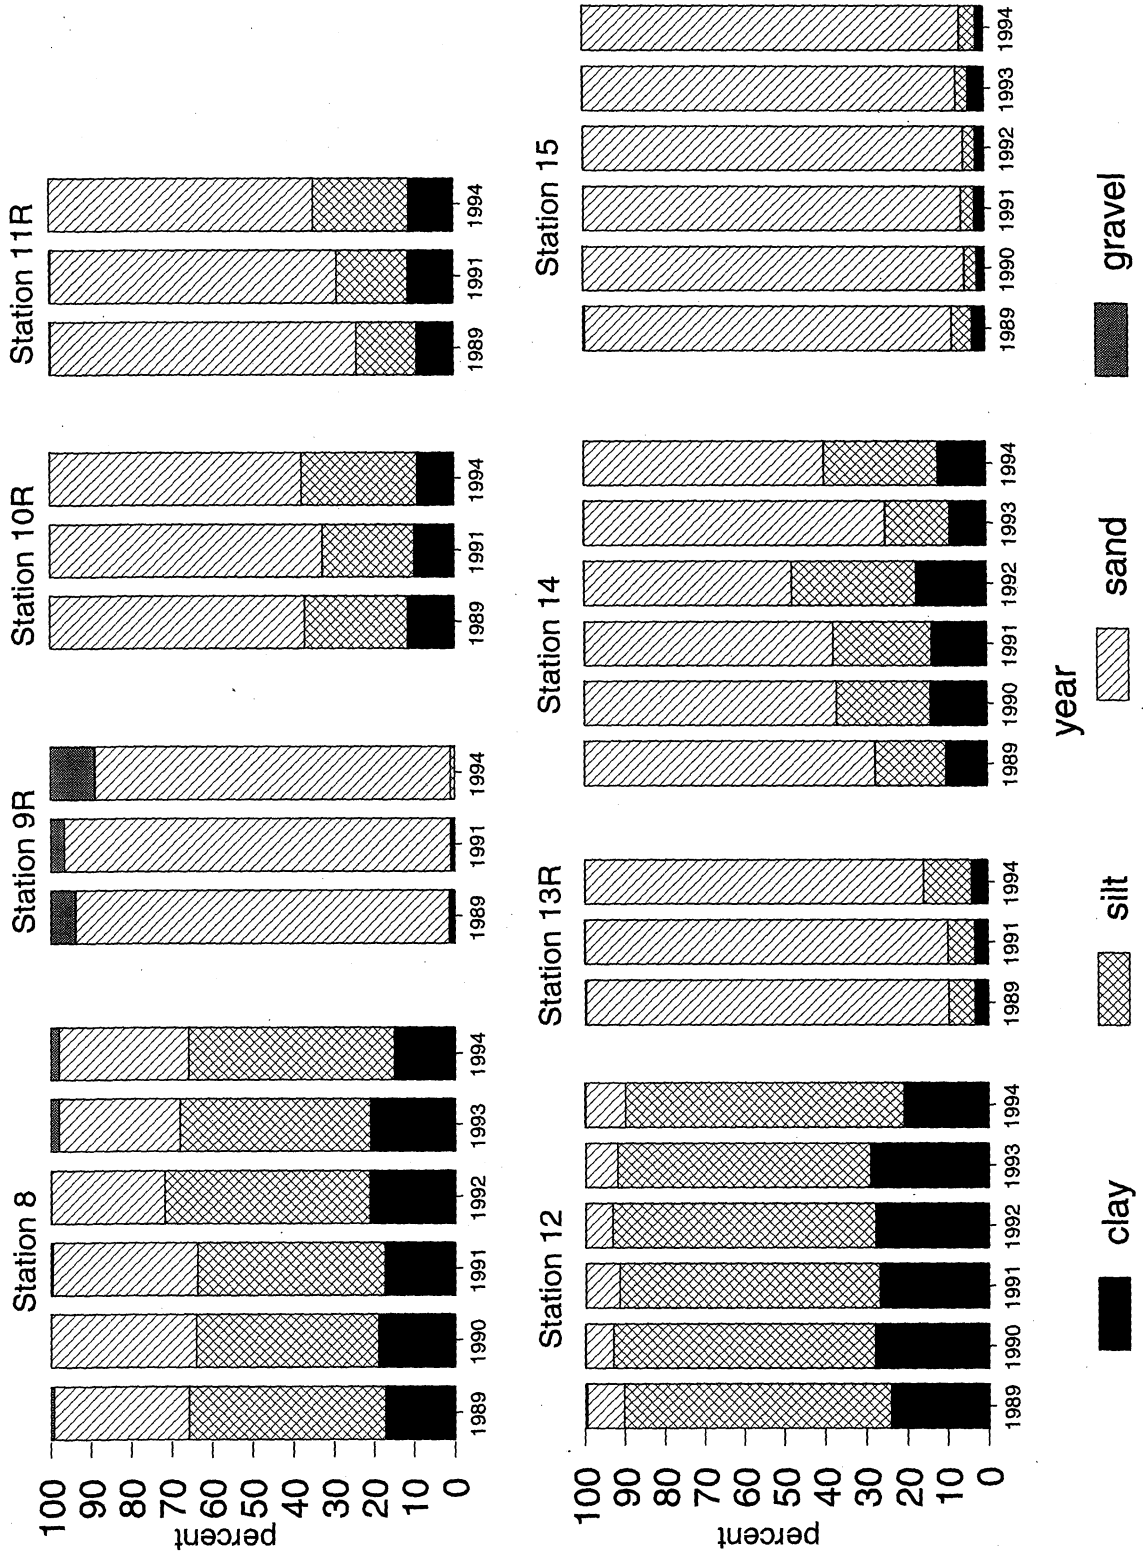 Station 8
Station 9R
Station 10R
Station 11R
percent
100
90
80
70
60
50
40
30
20
10
0
1989 1990 1991 1992 1993 1994
1989 1991 1994
1989 1991 1994
1989 1991 1994
Station 12
Station 13R
Station 14
Station 15
percent
100
90
80
70
60
50
40
30
20
10
0
1989 1990 1991 1992 1993 1994
1989 1991 1994
1989 1990 1991 1992 1993 1994
1989 1990 1991 1992 1993 1994
year
clay
silt
sand
gravel